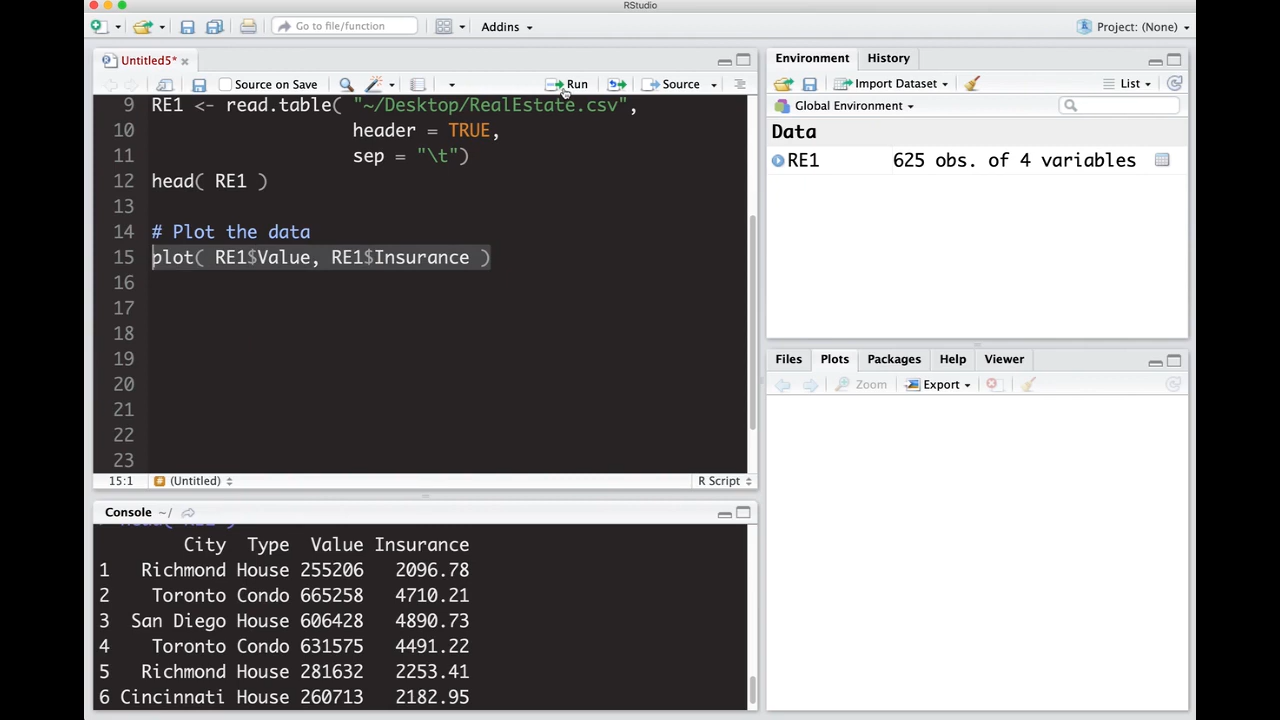 RStudio
Go to file/function
Addins
Project: (None)
Untitled5*
Source on Save
Run
Source
9 RE1 <- read.table( "~/Desktop/RealEstate.csv",
10 header = TRUE,
11 sep = "\t")
12 head( RE1 )
13
14 # Plot the data
15 plot( RE1$Value, RE1$Insurance )
16
17
18
19
20
21
22
23
15:1 (Untitled) R Script
Console ~/
City Type Value Insurance
1 Richmond House 255206 2096.78
2 Toronto Condo 665258 4710.21
3 San Diego House 606428 4890.73
4 Toronto Condo 631575 4491.22
5 Richmond House 281632 2253.41
6 Cincinnati House 260713 2182.95
Environment History
Import Dataset List
Global Environment
Data
RE1 625 obs. of 4 variables
Files Plots Packages Help Viewer
Zoom Export